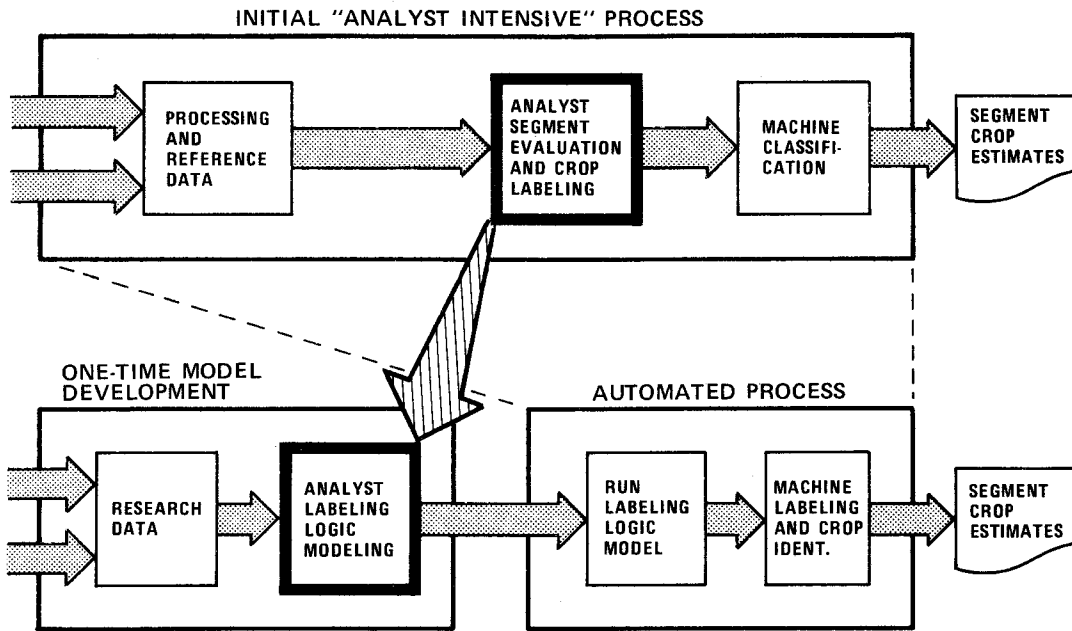 INITIAL “ANALYST INTENSIVE” PROCESS
PROCESSING
AND
REFERENCE
DATA
ANALYST
SEGMENT
EVALUATION
AND CROP
LABELING
MACHINE
CLASSIFI-
CATION
SEGMENT
CROP
ESTIMATES
ONE-TIME MODEL
DEVELOPMENT
RESEARCH
DATA
ANALYST
LABELING
LOGIC
MODELING
AUTOMATED PROCESS
RUN
LABELING
LOGIC
MODEL
MACHINE
LABELING
AND CROP
IDENT.
SEGMENT
CROP
ESTIMATES